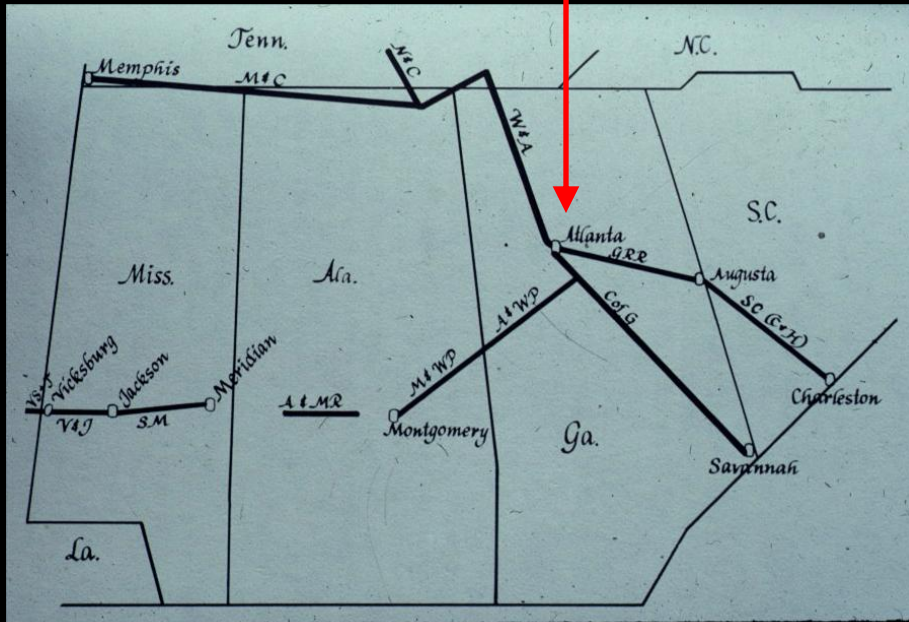 Tenn.
N.C.
N & C
Memphis
M & C
W & A
S.C.
Atlanta
GRR
Augusta
Miss.
Ala.
A & WP
C of G
SC (C & H)
Vicksburg
Jackson
Meridian
M & WP
Charleston
V & J
SM
A & MR
Montgomery
Ga.
Savannah
La.